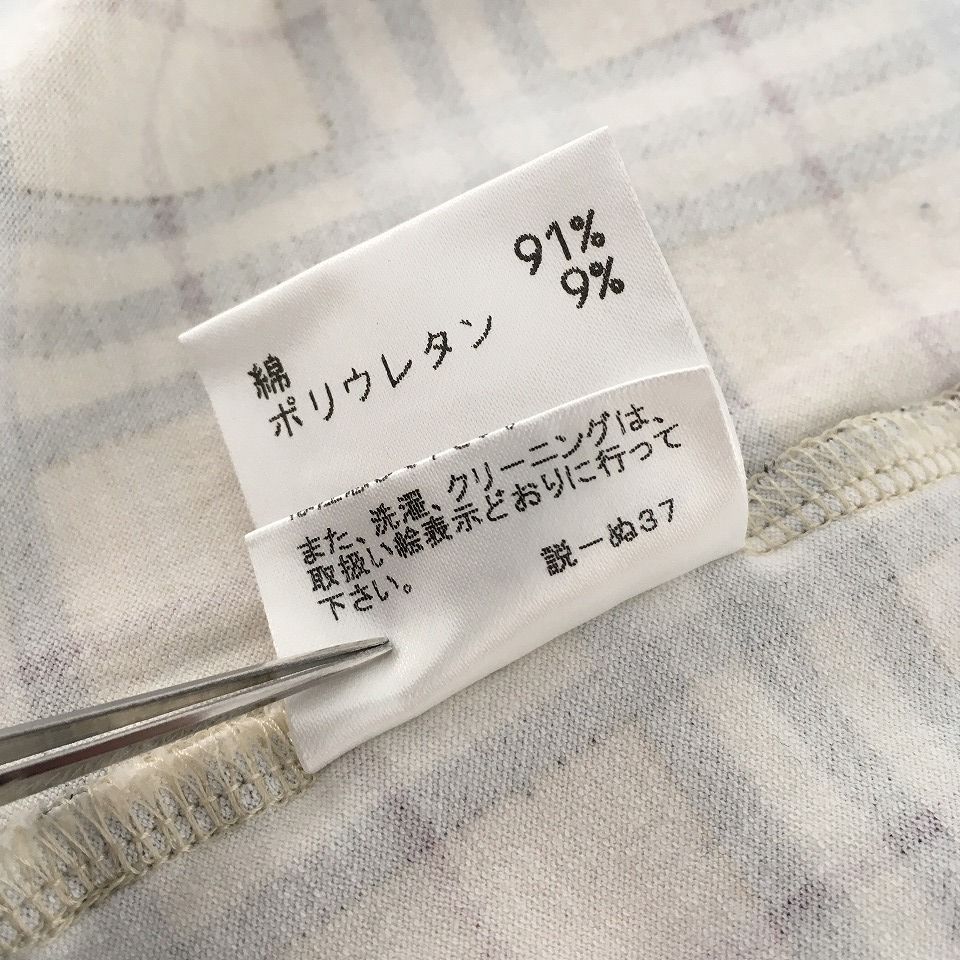 綿 91%
ポリウレタン 9%
また、洗濯、クリーニングは、
取扱い絵表示どおりに行って
下さい。
説ーぬ37